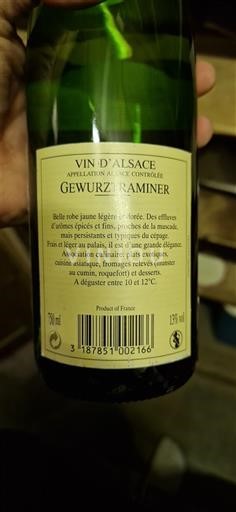 VIN D'ALSACE
APPELLATION ALSACE CONTRÔLÉE
GEWURZTRAMINER
Belle robe jaune légère dorée. Des effluves
d'arômes épicés et fins, proches de la muscade,
mais persistants et typiques du cépage.
Frais et léger au palais, il est d'une grande élégance.
Association culinaire: plats exotiques,
cuisine asiatique, fromages relevés (munster
au cumin, roquefort) et desserts.
A déguster entre 10 et 12°C.
Product of France
750 ml
13% vol
3 187851 002166